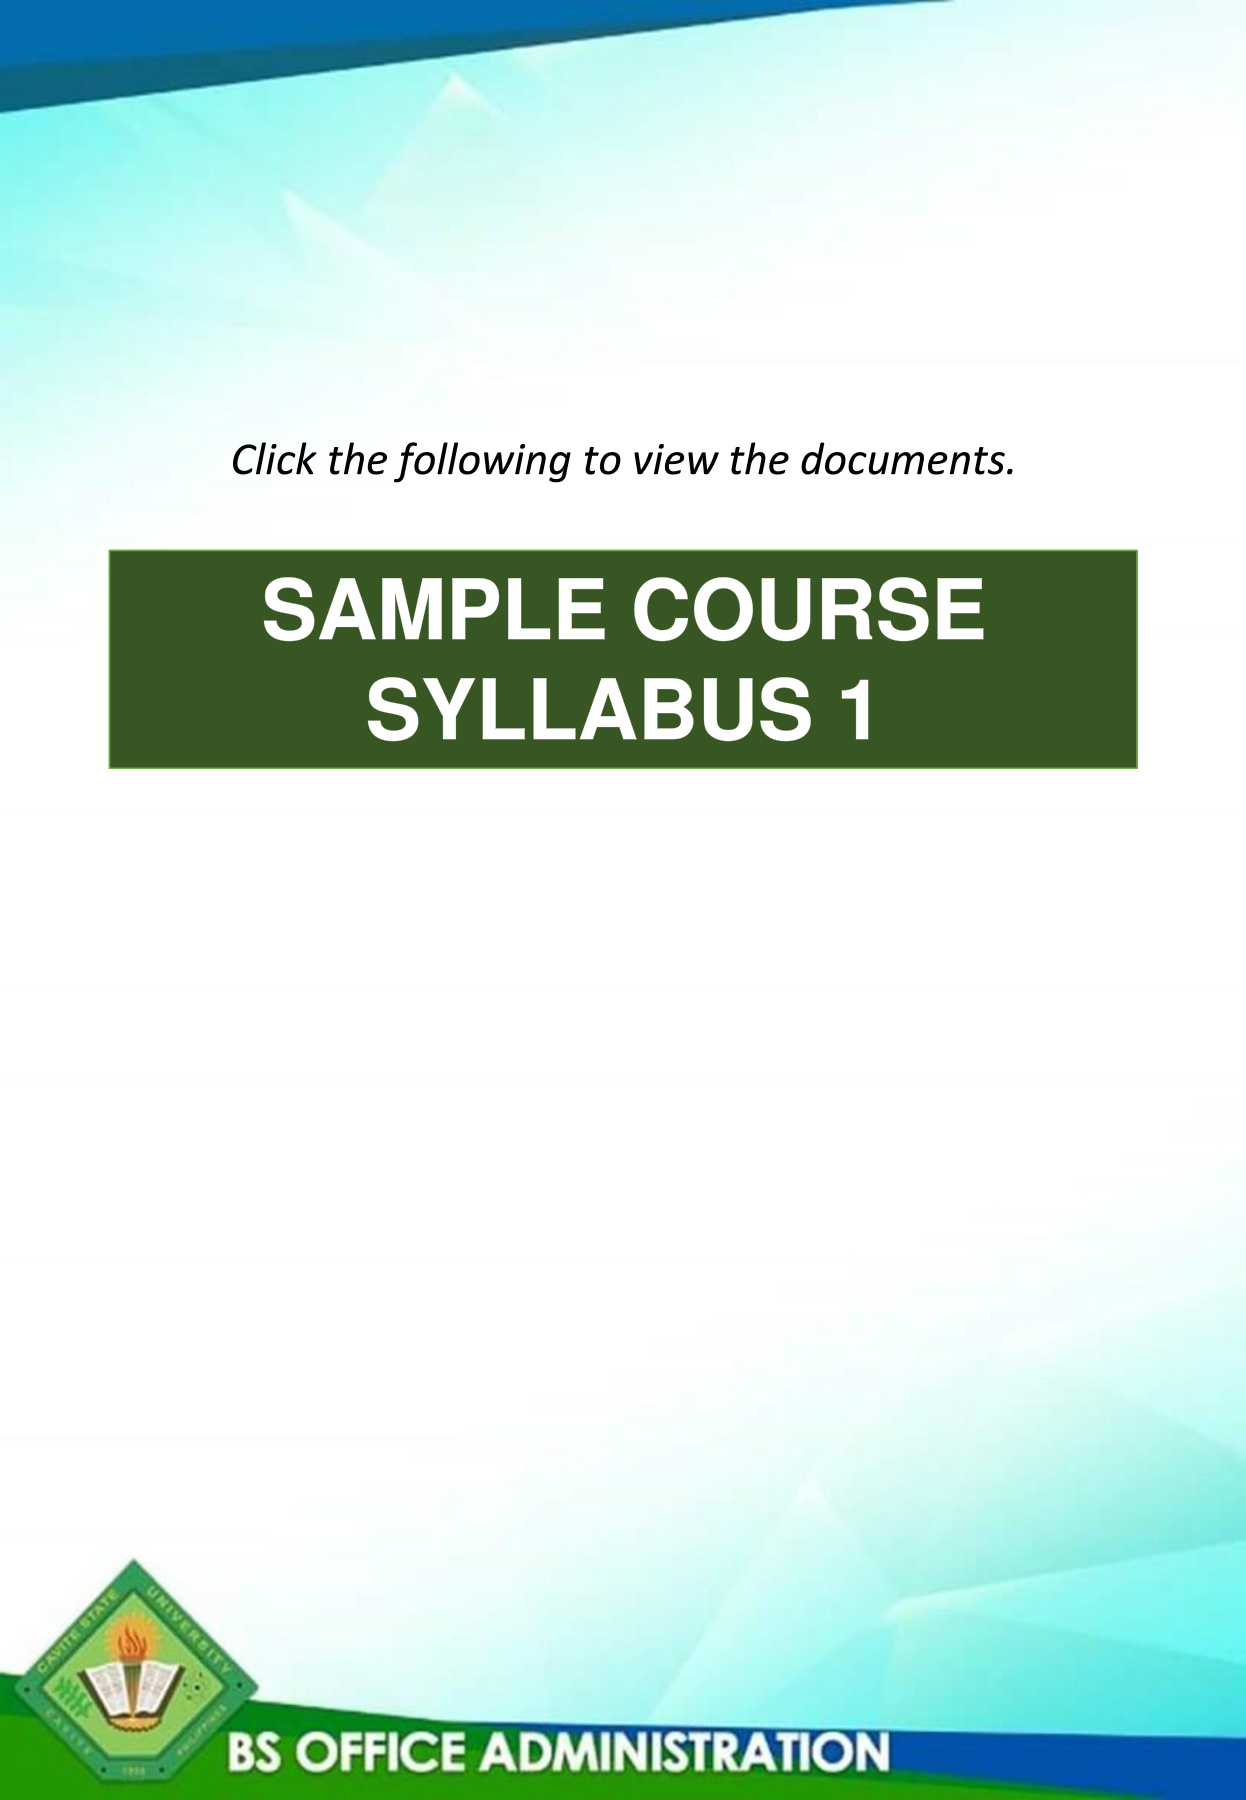 Click the following to view the documents.
SAMPLE COURSE
SYLLABUS 1
CAVITE STATE UNIVERSITY
CAVITE
PHILIPPINES
1906
BS OFFICE ADMINISTRATION